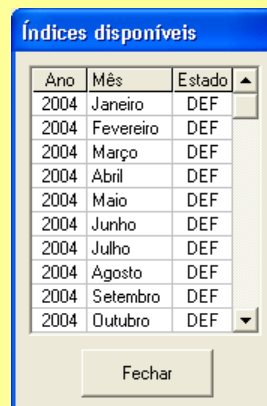 Índices disponíveis
Ano Mês Estado
2004 Janeiro DEF
2004 Fevereiro DEF
2004 Março DEF
2004 Abril DEF
2004 Maio DEF
2004 Junho DEF
2004 Julho DEF
2004 Agosto DEF
2004 Setembro DEF
2004 Outubro DEF
Fechar